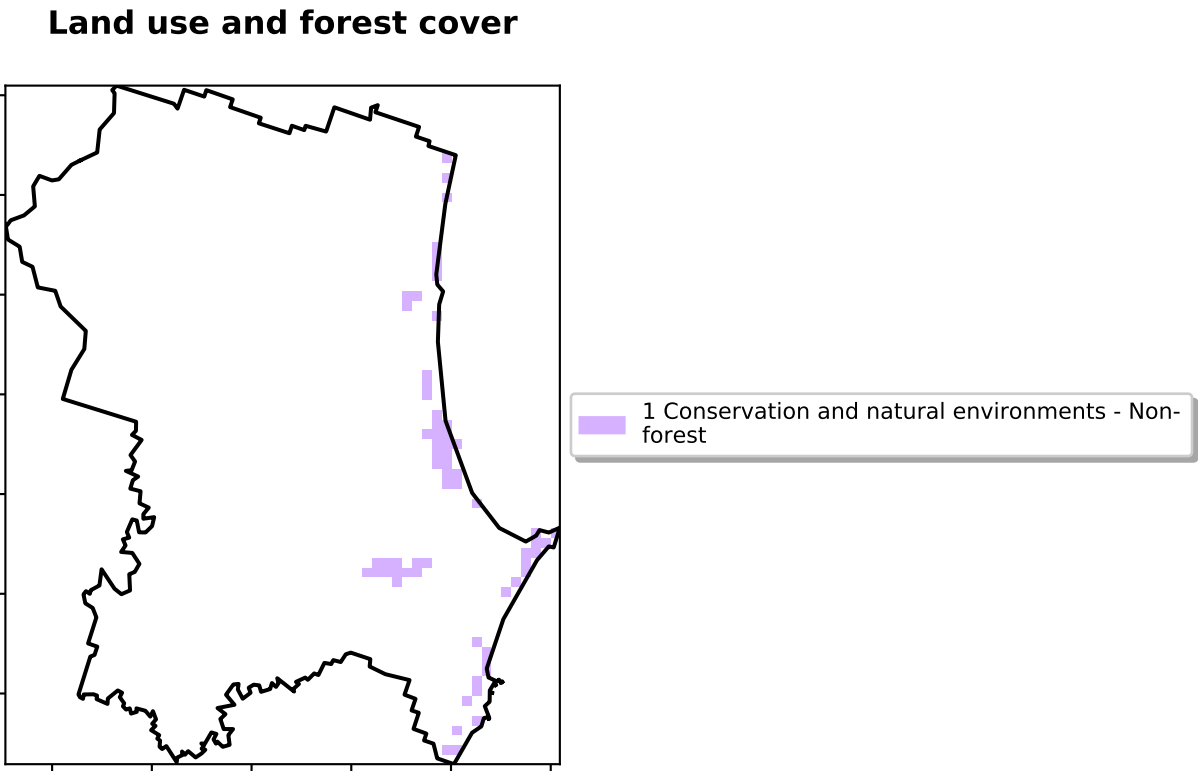 Land use and forest cover
1 Conservation and natural environments - Non-
forest